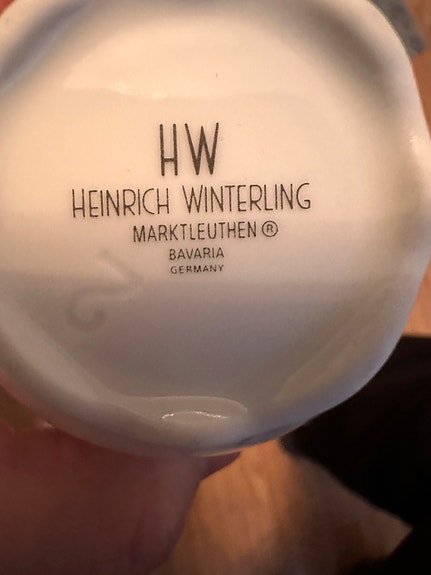 HW
HEINRICH WINTERLING
MARKTLEUTHEN ®
BAVARIA
GERMANY